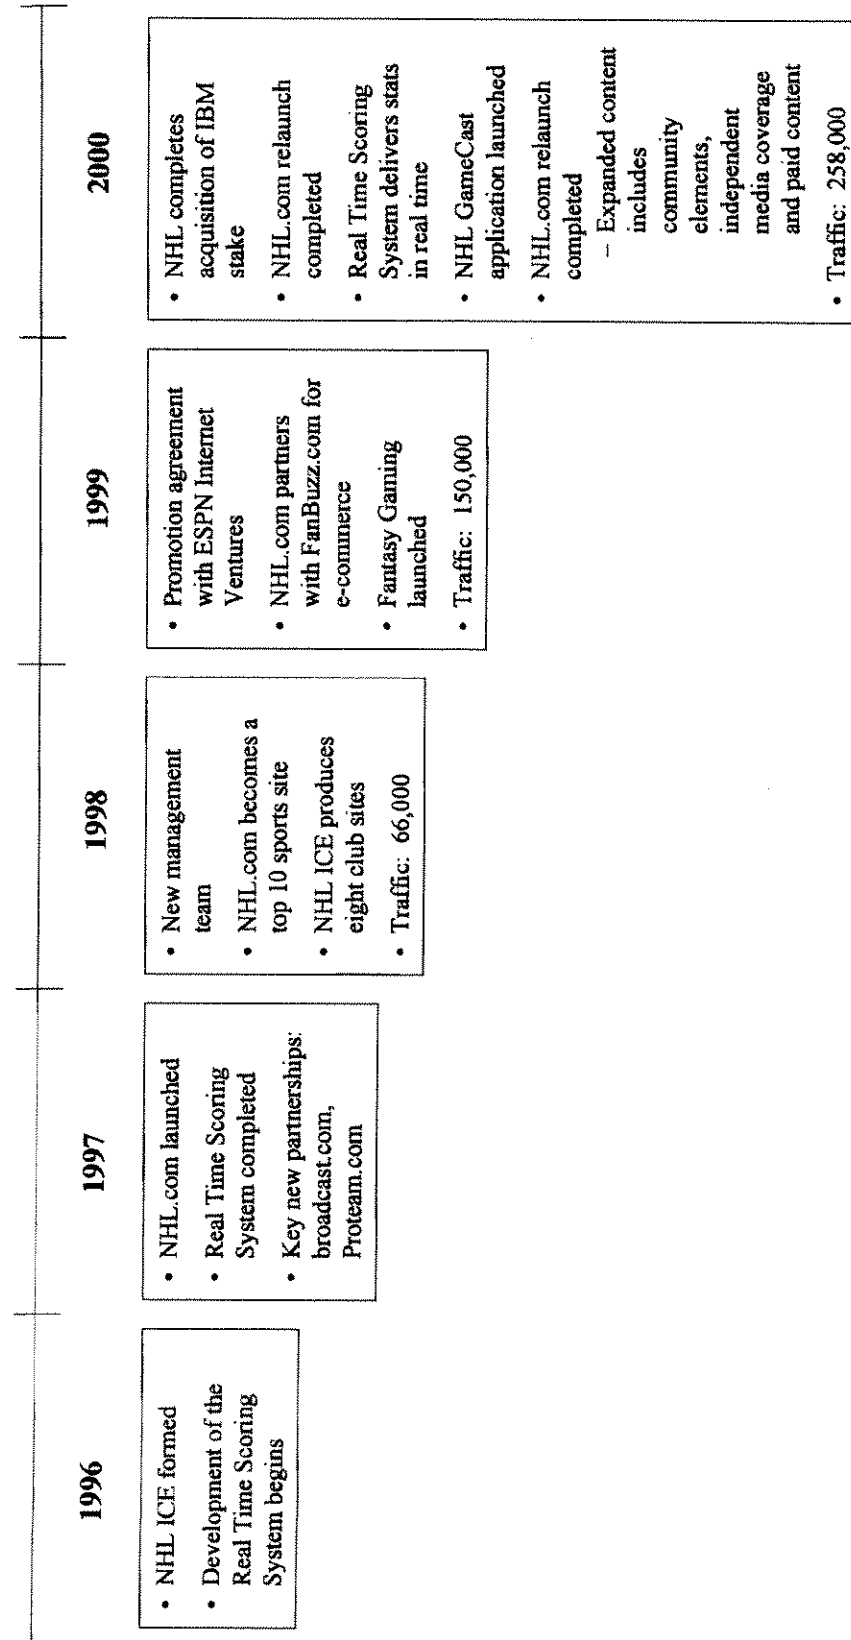 1996
• NHL ICE formed
• Development of the
Real Time Scoring
System begins
1997
• NHL.com launched
• Real Time Scoring
System completed
• Key new partnerships:
broadcast.com,
Proteam.com
1998
• New management
team
• NHL.com becomes a
top 10 sports site
• NHL ICE produces
eight club sites
• Traffic: 66,000
1999
• Promotion agreement
with ESPN Internet
Ventures
• NHL.com partners
with FanBuzz.com for
e-commerce
• Fantasy Gaming
launched
• Traffic: 150,000
2000
• NHL completes
acquisition of IBM
stake
• NHL.com relaunch
completed
• Real Time Scoring
System delivers stats
in real time
• NHL GameCast
application launched
• NHL.com relaunch
completed
– Expanded content
includes
community
elements,
independent
media coverage
and paid content
• Traffic: 258,000